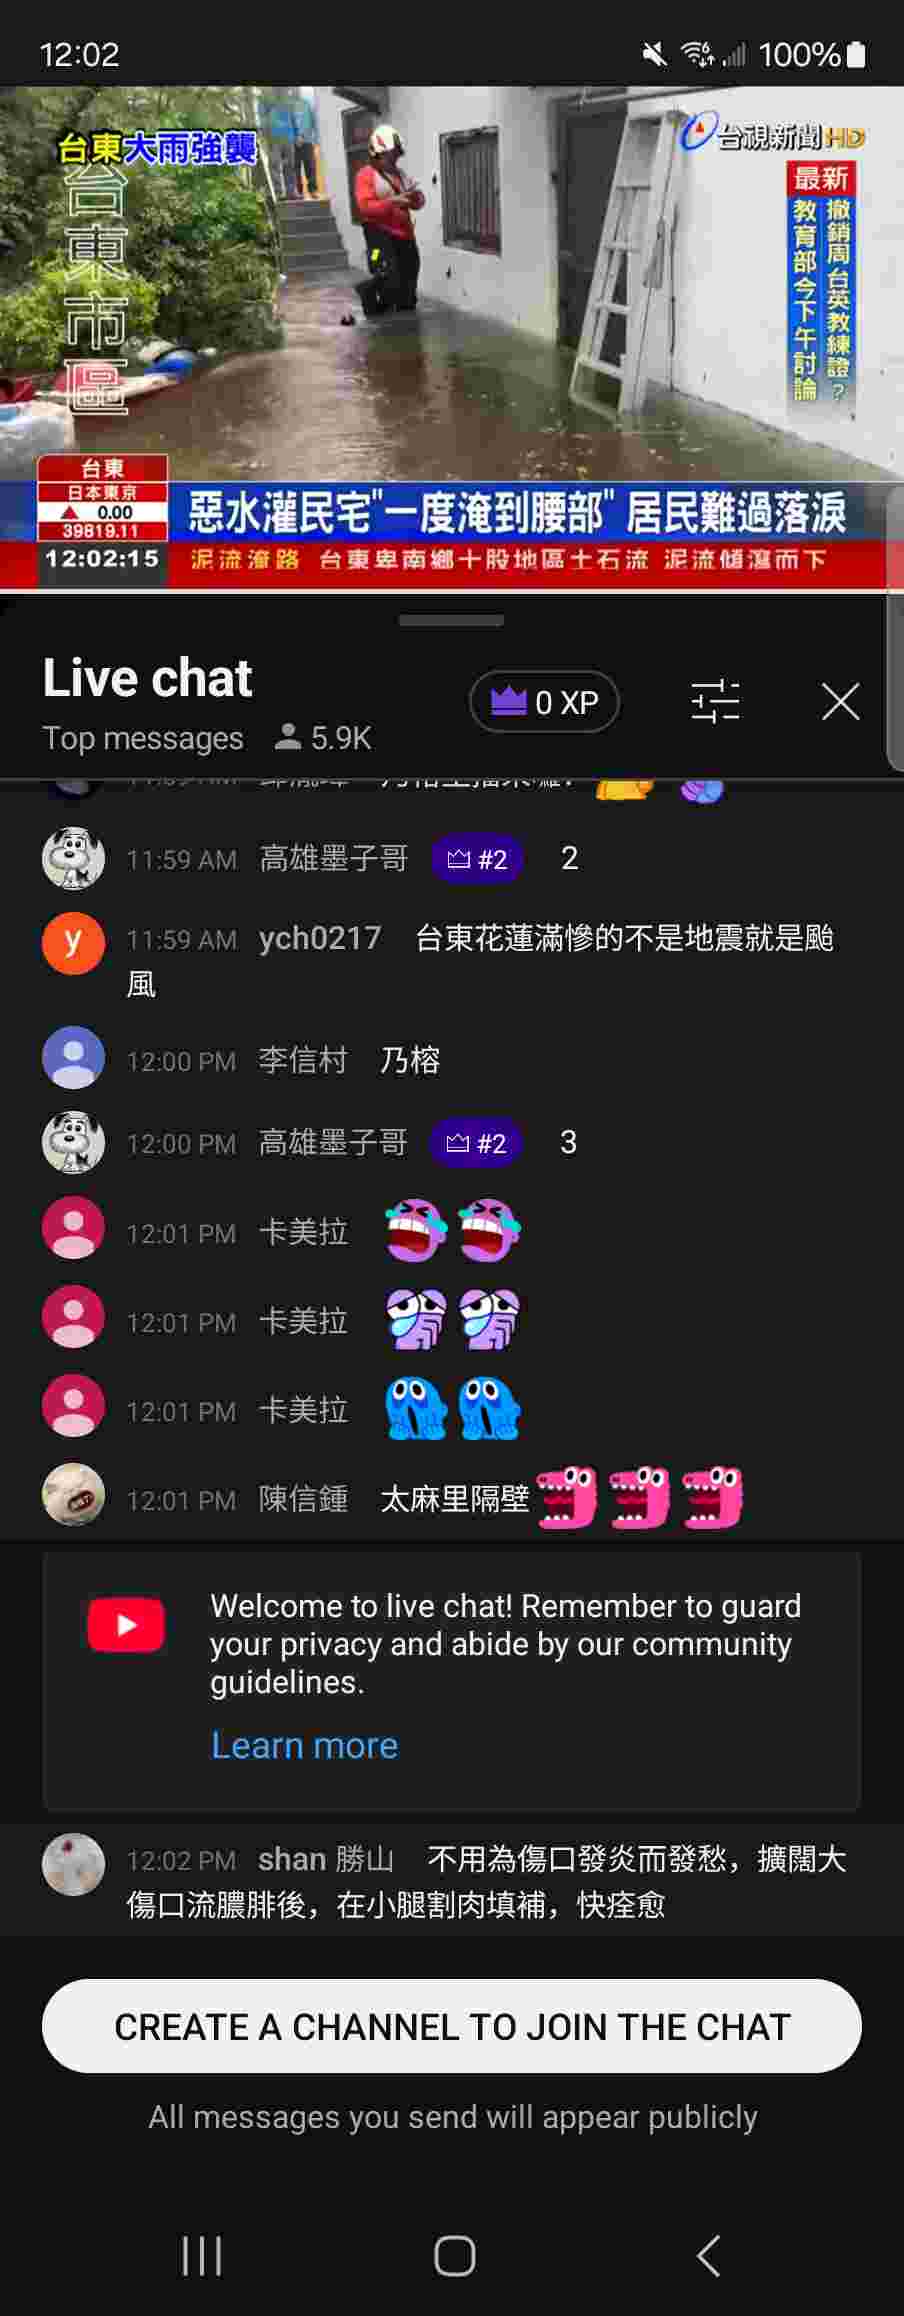 12:02
100%
台東大雨強襲
台視新聞HD
台東市區
最新
撤銷周台英教練證?
教育部今下午討論
台東
日本東京
▲ 0.00
39819.11
12:02:15
惡水灌民宅"一度淹到腰部" 居民難過落淚
泥流淹路 台東卑南鄉十股地區土石流 泥流傾瀉而下
Live chat
0 XP
Top messages 5.9K
11:59 AM 高雄墨子哥 #2 2
y
11:59 AM ych0217 台東花蓮滿慘的不是地震就是颱
風
12:00 PM 李信村 乃榕
12:00 PM 高雄墨子哥 #2 3
12:01 PM 卡美拉
12:01 PM 卡美拉
12:01 PM 卡美拉
12:01 PM 陳信鍾 太麻里隔壁
Welcome to live chat! Remember to guard
your privacy and abide by our community
guidelines.
Learn more
12:02 PM shan 勝山 不用為傷口發炎而發愁，擴闊大
傷口流膿腓後，在小腿割肉填補，快痊愈
CREATE A CHANNEL TO JOIN THE CHAT
All messages you send will appear publicly